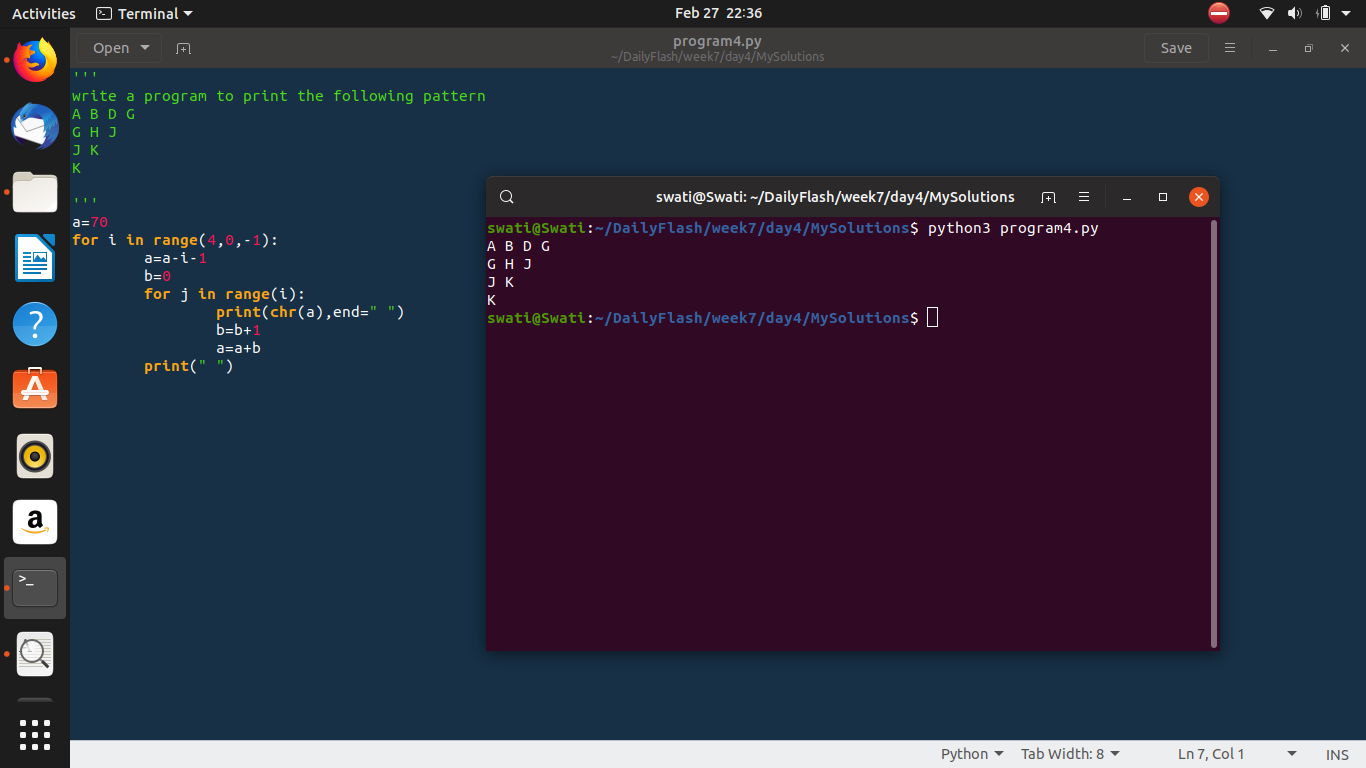 Activities Terminal Feb 27 22:36
Open program4.py Save
~/DailyFlash/week7/day4/MySolutions
'''
write a program to print the following pattern
A B D G
G H J
J K
K
'''
a=70
for i in range(4,0,-1):
        a=a-i-1
        b=0
        for j in range(i):
                print(chr(a),end=" ")
                b=b+1
                a=a+b
        print(" ")
swati@Swati: ~/DailyFlash/week7/day4/MySolutions
swati@Swati:~/DailyFlash/week7/day4/MySolutions$ python3 program4.py
A B D G
G H J
J K
K
swati@Swati:~/DailyFlash/week7/day4/MySolutions$
Python Tab Width: 8 Ln 7, Col 1 INS